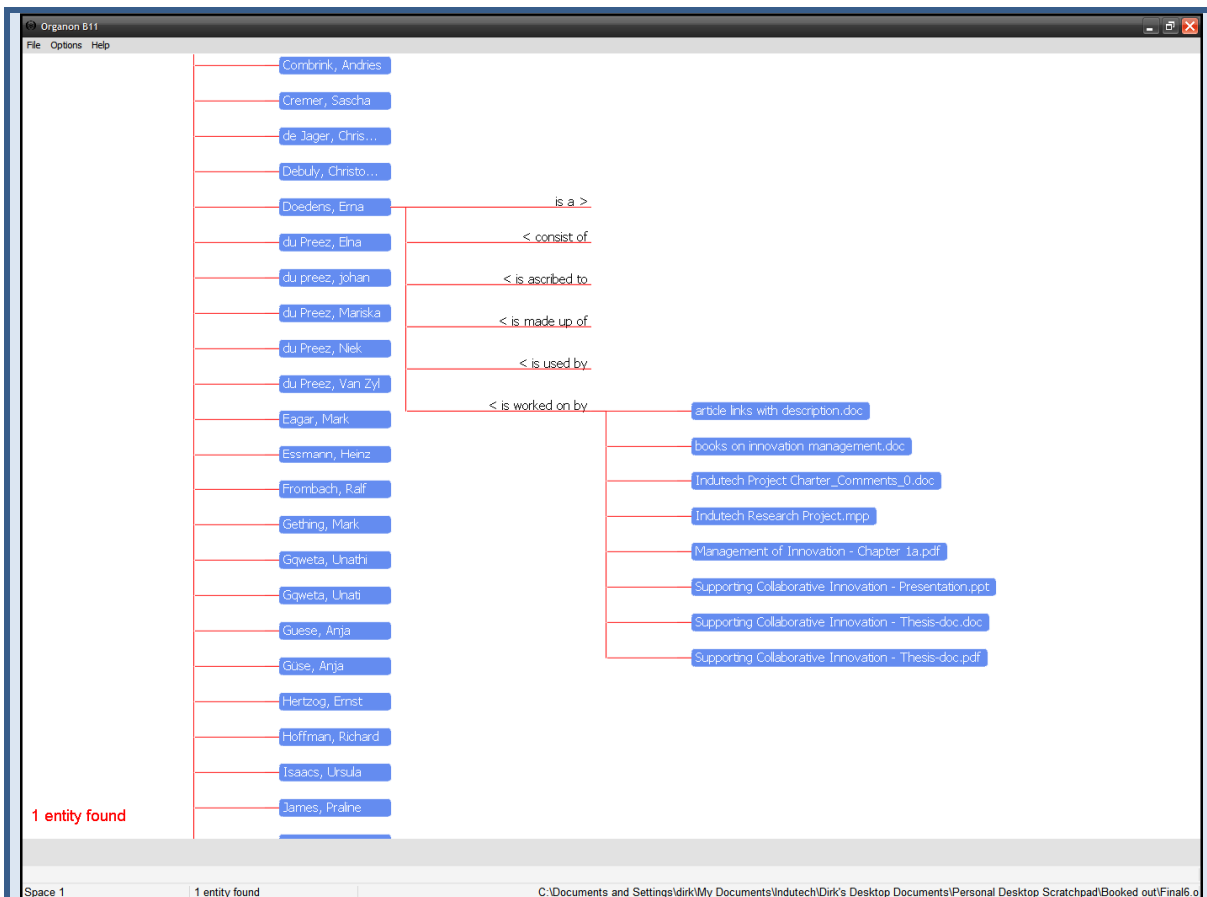 Organon B11
File Options Help
Combrink, Andries
Cremer, Sascha
de Jager, Chris...
Debuly, Christo...
Doedens, Erna
is a >
du Preez, Elna
< consist of
du preez, johan
< is ascribed to
du Preez, Mariska
< is made up of
du Preez, Niek
< is used by
du Preez, Van Zyl
< is worked on by
article links with description.doc
Eagar, Mark
books on innovation management.doc
Essmann, Heinz
Indutech Project Charter_Comments_0.doc
Frombach, Ralf
Indutech Research Project.mpp
Gething, Mark
Management of Innovation - Chapter 1a.pdf
Gqweta, Unathi
Supporting Collaborative Innovation - Presentation.ppt
Gqweta, Unati
Supporting Collaborative Innovation - Thesis-doc.doc
Guese, Anja
Supporting Collaborative Innovation - Thesis-doc.pdf
Güse, Anja
Hertzog, Ernst
Hoffman, Richard
Isaacs, Ursula
James, Praline
1 entity found
Space 1 1 entity found C:\Documents and Settings\dirk\My Documents\Indutech\Dirk's Desktop Documents\Personal Desktop Scratchpad\Booked out\Final6.o